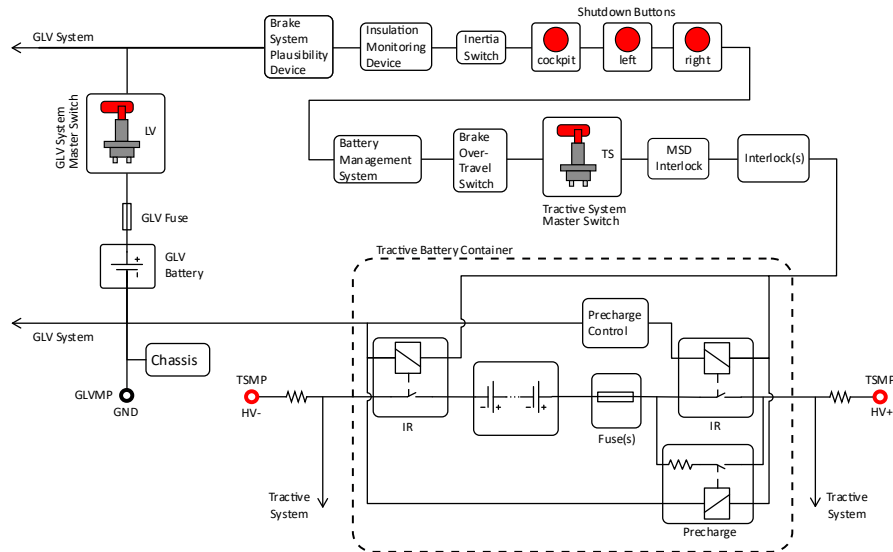 Shutdown Buttons
GLV System
Brake
System
Plausibility
Device
Insulation
Monitoring
Device
Inertia
Switch
cockpit
left
right
GLV System
Master Switch
LV
Battery
Management
System
Brake
Over-
Travel
Switch
TS
MSD
Interlock
Interlock(s)
Tractive System
Master Switch
GLV Fuse
GLV
Battery
+
-
Tractive Battery Container
GLV System
Precharge
Control
Chassis
GLVMP
GND
TSMP
HV-
IR
-
+
-
+
Fuse(s)
IR
TSMP
HV+
Tractive
System
Tractive
System
Precharge